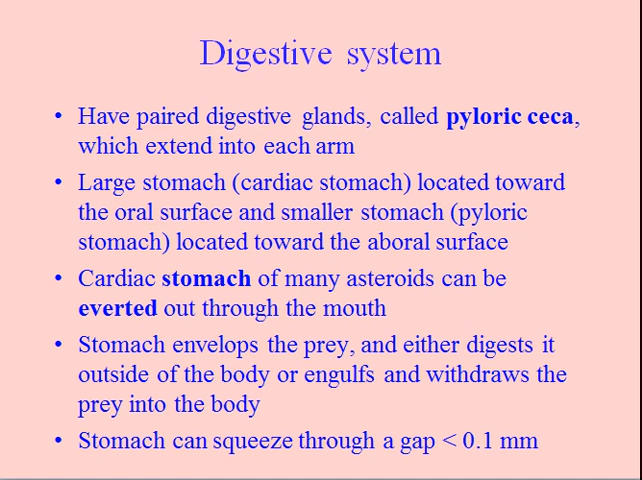 Digestive system
• Have paired digestive glands, called pyloric ceca,
which extend into each arm
• Large stomach (cardiac stomach) located toward
the oral surface and smaller stomach (pyloric
stomach) located toward the aboral surface
• Cardiac stomach of many asteroids can be
everted out through the mouth
• Stomach envelops the prey, and either digests it
outside of the body or engulfs and withdraws the
prey into the body
• Stomach can squeeze through a gap < 0.1 mm